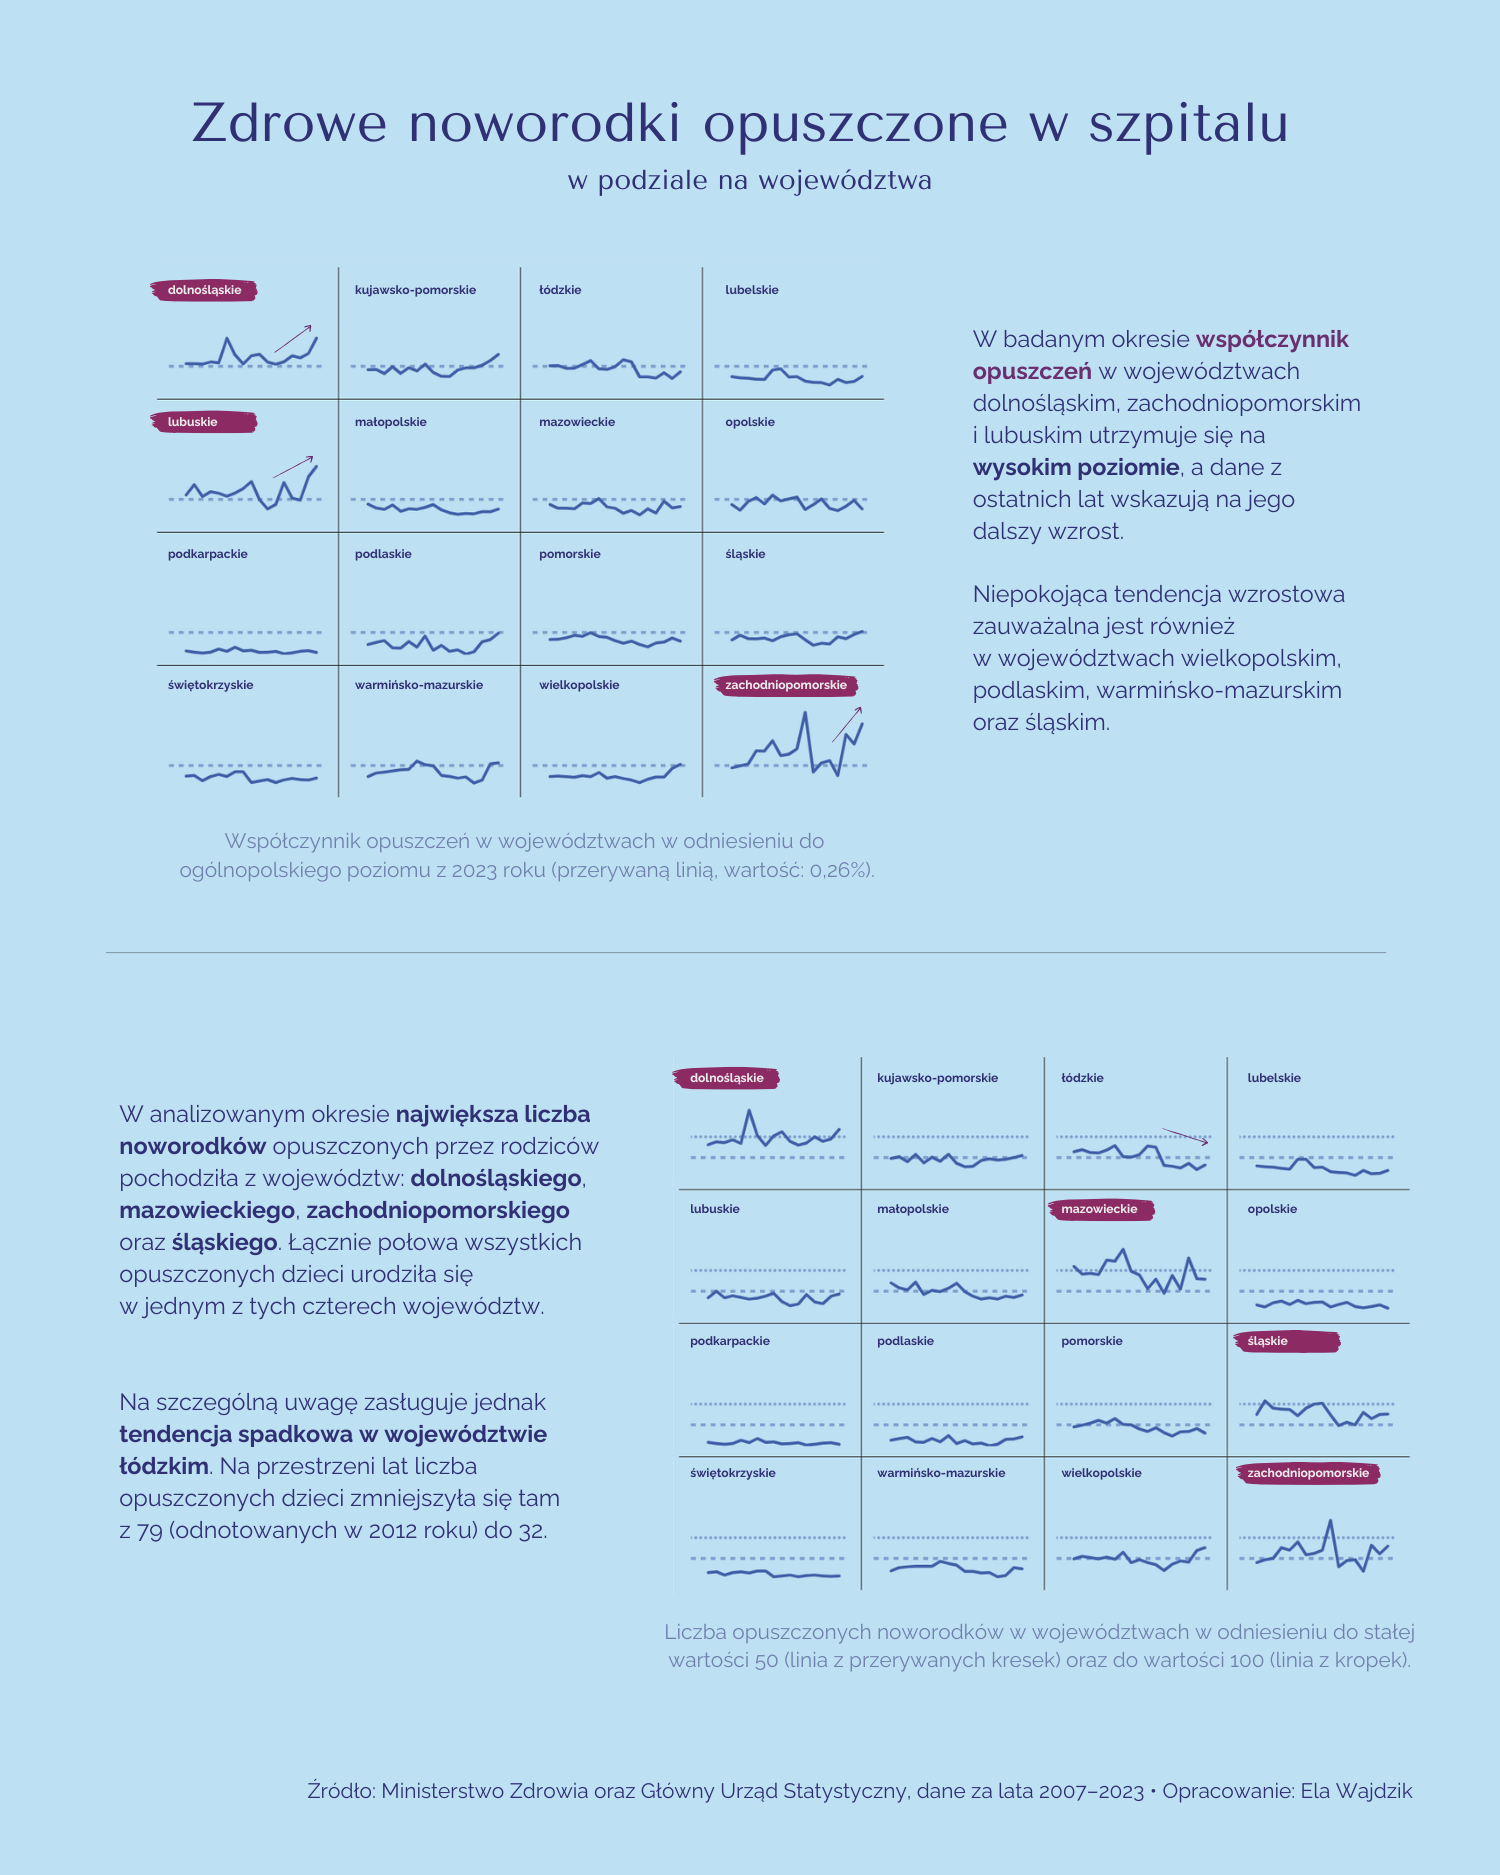 Zdrowe noworodki opuszczone w szpitalu
w podziale na województwa
dolnośląskie
kujawsko-pomorskie
łódzkie
lubelskie
lubuskie
małopolskie
mazowieckie
opolskie
podkarpackie
podlaskie
pomorskie
śląskie
świętokrzyskie
warmińsko-mazurskie
wielkopolskie
zachodniopomorskie
Współczynnik opuszczeń w województwach w odniesieniu do
ogólnopolskiego poziomu z 2023 roku (przerywaną linią, wartość: 0,26%).
W badanym okresie współczynnik
opuszczeń w województwach
dolnośląskim, zachodniopomorskim
i lubuskim utrzymuje się na
wysokim poziomie, a dane z
ostatnich lat wskazują na jego
dalszy wzrost.
Niepokojąca tendencja wzrostowa
zauważalna jest również
w województwach wielkopolskim,
podlaskim, warmińsko-mazurskim
oraz śląskim.
W analizowanym okresie największa liczba
noworodków opuszczonych przez rodziców
pochodziła z województw: dolnośląskiego,
mazowieckiego, zachodniopomorskiego
oraz śląskiego. Łącznie połowa wszystkich
opuszczonych dzieci urodziła się
w jednym z tych czterech województw.
Na szczególną uwagę zasługuje jednak
tendencja spadkowa w województwie
łódzkim. Na przestrzeni lat liczba
opuszczonych dzieci zmniejszyła się tam
z 79 (odnotowanych w 2012 roku) do 32.
dolnośląskie
kujawsko-pomorskie
łódzkie
lubelskie
lubuskie
małopolskie
mazowieckie
opolskie
podkarpackie
podlaskie
pomorskie
śląskie
świętokrzyskie
warmińsko-mazurskie
wielkopolskie
zachodniopomorskie
Liczba opuszczonych noworodków w województwach w odniesieniu do stałej
wartości 50 (linia z przerywanych kresek) oraz do wartości 100 (linia z kropek).
Źródło: Ministerstwo Zdrowia oraz Główny Urząd Statystyczny, dane za lata 2007–2023 • Opracowanie: Ela Wajdzik